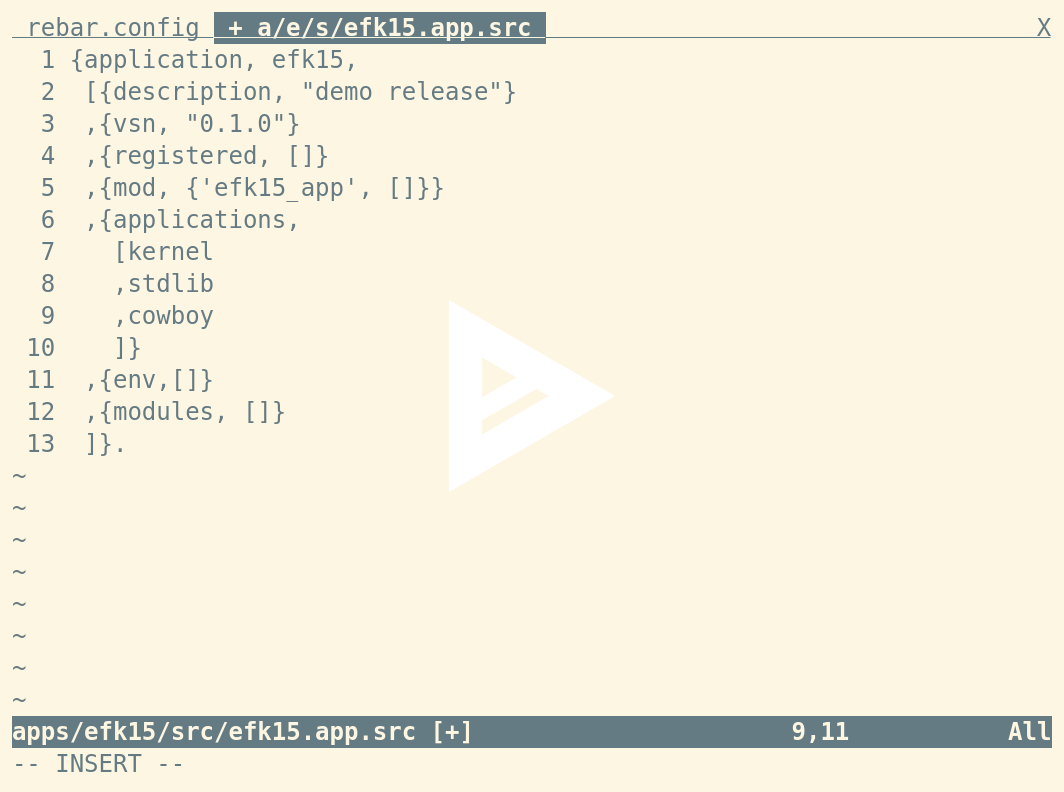 rebar.config  + a/e/s/efk15.app.src                                   X
  1 {application, efk15,
  2  [{description, "demo release"}
  3  ,{vsn, "0.1.0"}
  4  ,{registered, []}
  5  ,{mod, {'efk15_app', []}}
  6  ,{applications,
  7    [kernel
  8    ,stdlib
  9    ,cowboy
 10    ]}
 11  ,{env,[]}
 12  ,{modules, []}
 13  ]}.
~
~
~
~
~
~
~
~
apps/efk15/src/efk15.app.src [+]                      9,11           All
-- INSERT --